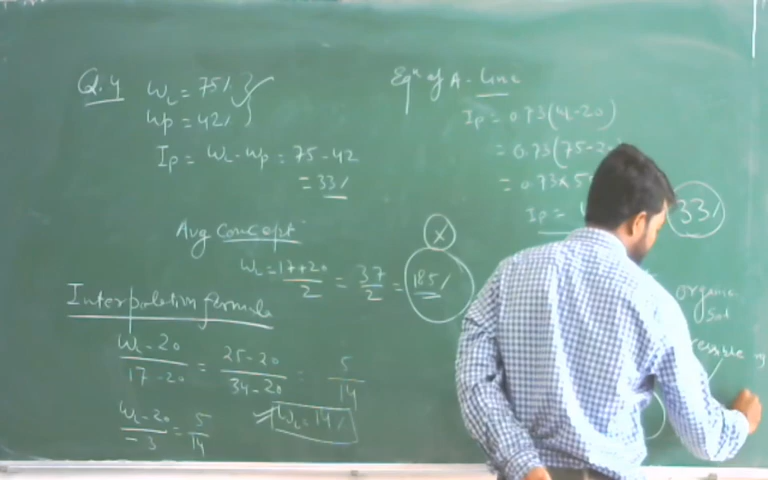 Q.4 WL = 75%
Wp = 42%
Ip = WL - Wp = 75 - 42
= 33%
Avg Concept
WL = 17+20 / 2 = 37 / 2 = 18.5%
X
Interpolation formula
WL - 20 / 17 - 20 = 25 - 20 / 34 - 20 = 5 / 14
WL - 20 / -3 = 5 / 14
WL = 14%
Eqn of A - line
Ip = 0.73 (WL - 20)
= 0.73 (75 - 20)
= 0.73 x 5
Ip =
33%
organic
Soil